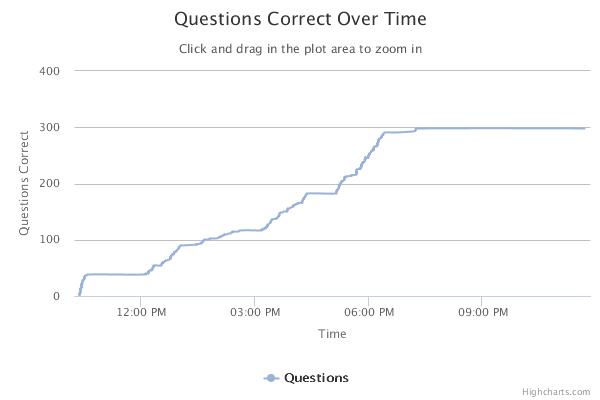 Questions Correct Over Time
Click and drag in the plot area to zoom in
400
300
200
100
0
Questions Correct
12:00 PM 03:00 PM 06:00 PM 09:00 PM
Time
Questions
Highcharts.com